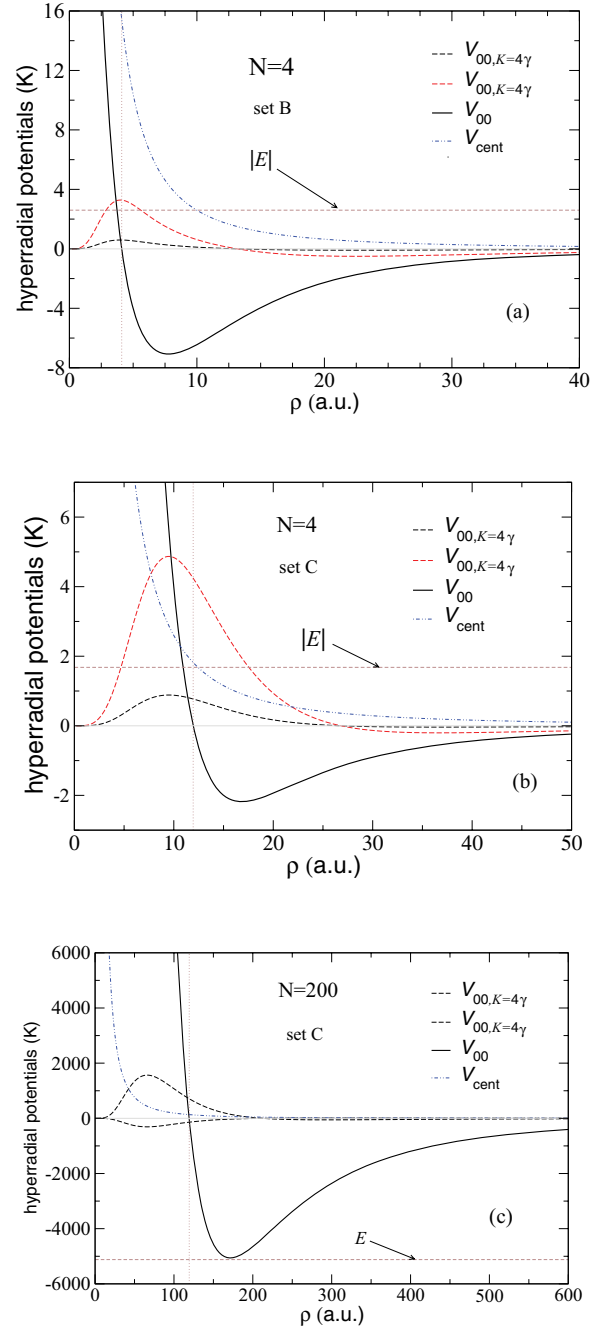 hyperradial potentials (K)
16
12
8
4
0
-4
-8
N=4
set B
V00,K=4γ
V00,K=4γ
V00
Vcent
|E|
(a)
0 10 20 30 40
ρ (a.u.)
hyperradial potentials (K)
6
4
2
0
-2
N=4
set C
V00,K=4γ
V00,K=4γ
V00
Vcent
|E|
(b)
0 10 20 30 40 50
ρ (a.u.)
hyperradial potentials (K)
6000
4000
2000
0
-2000
-4000
-6000
N=200
set C
V00,K=4γ
V00,K=4γ
V00
Vcent
E
(c)
0 100 200 300 400 500 600
ρ (a.u.)